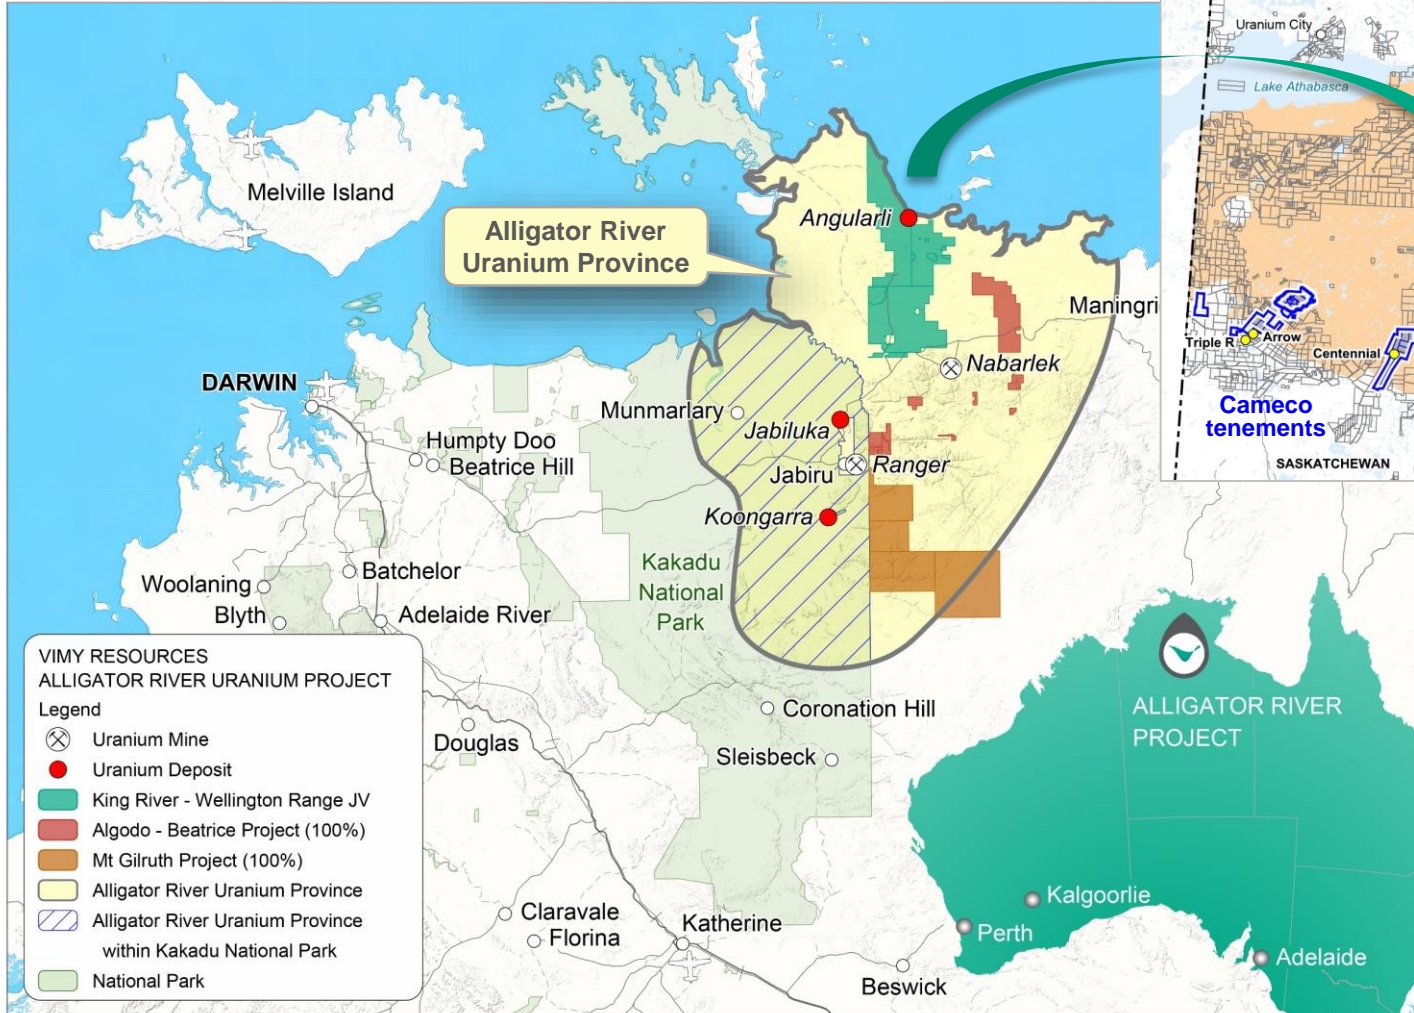 Uranium City
Lake Athabasca
Triple R
Arrow
Centennial
Cameco
tenements
SASKATCHEWAN
Melville Island
Alligator River
Uranium Province
Angularli
Maningri
Nabarlek
DARWIN
Munmarlary
Jabiluka
Humpty Doo
Beatrice Hill
Jabiru
Ranger
Koongarra
Kakadu
National
Park
Woolaning
Batchelor
Blyth
Adelaide River
VIMY RESOURCES
ALLIGATOR RIVER URANIUM PROJECT
Legend
Uranium Mine
Uranium Deposit
King River - Wellington Range JV
Algodo - Beatrice Project (100%)
Mt Gilruth Project (100%)
Alligator River Uranium Province
Alligator River Uranium Province
within Kakadu National Park
National Park
Douglas
Coronation Hill
Sleisbeck
Claravale
Florina
Katherine
Beswick
ALLIGATOR RIVER
PROJECT
Kalgoorlie
Perth
Adelaide